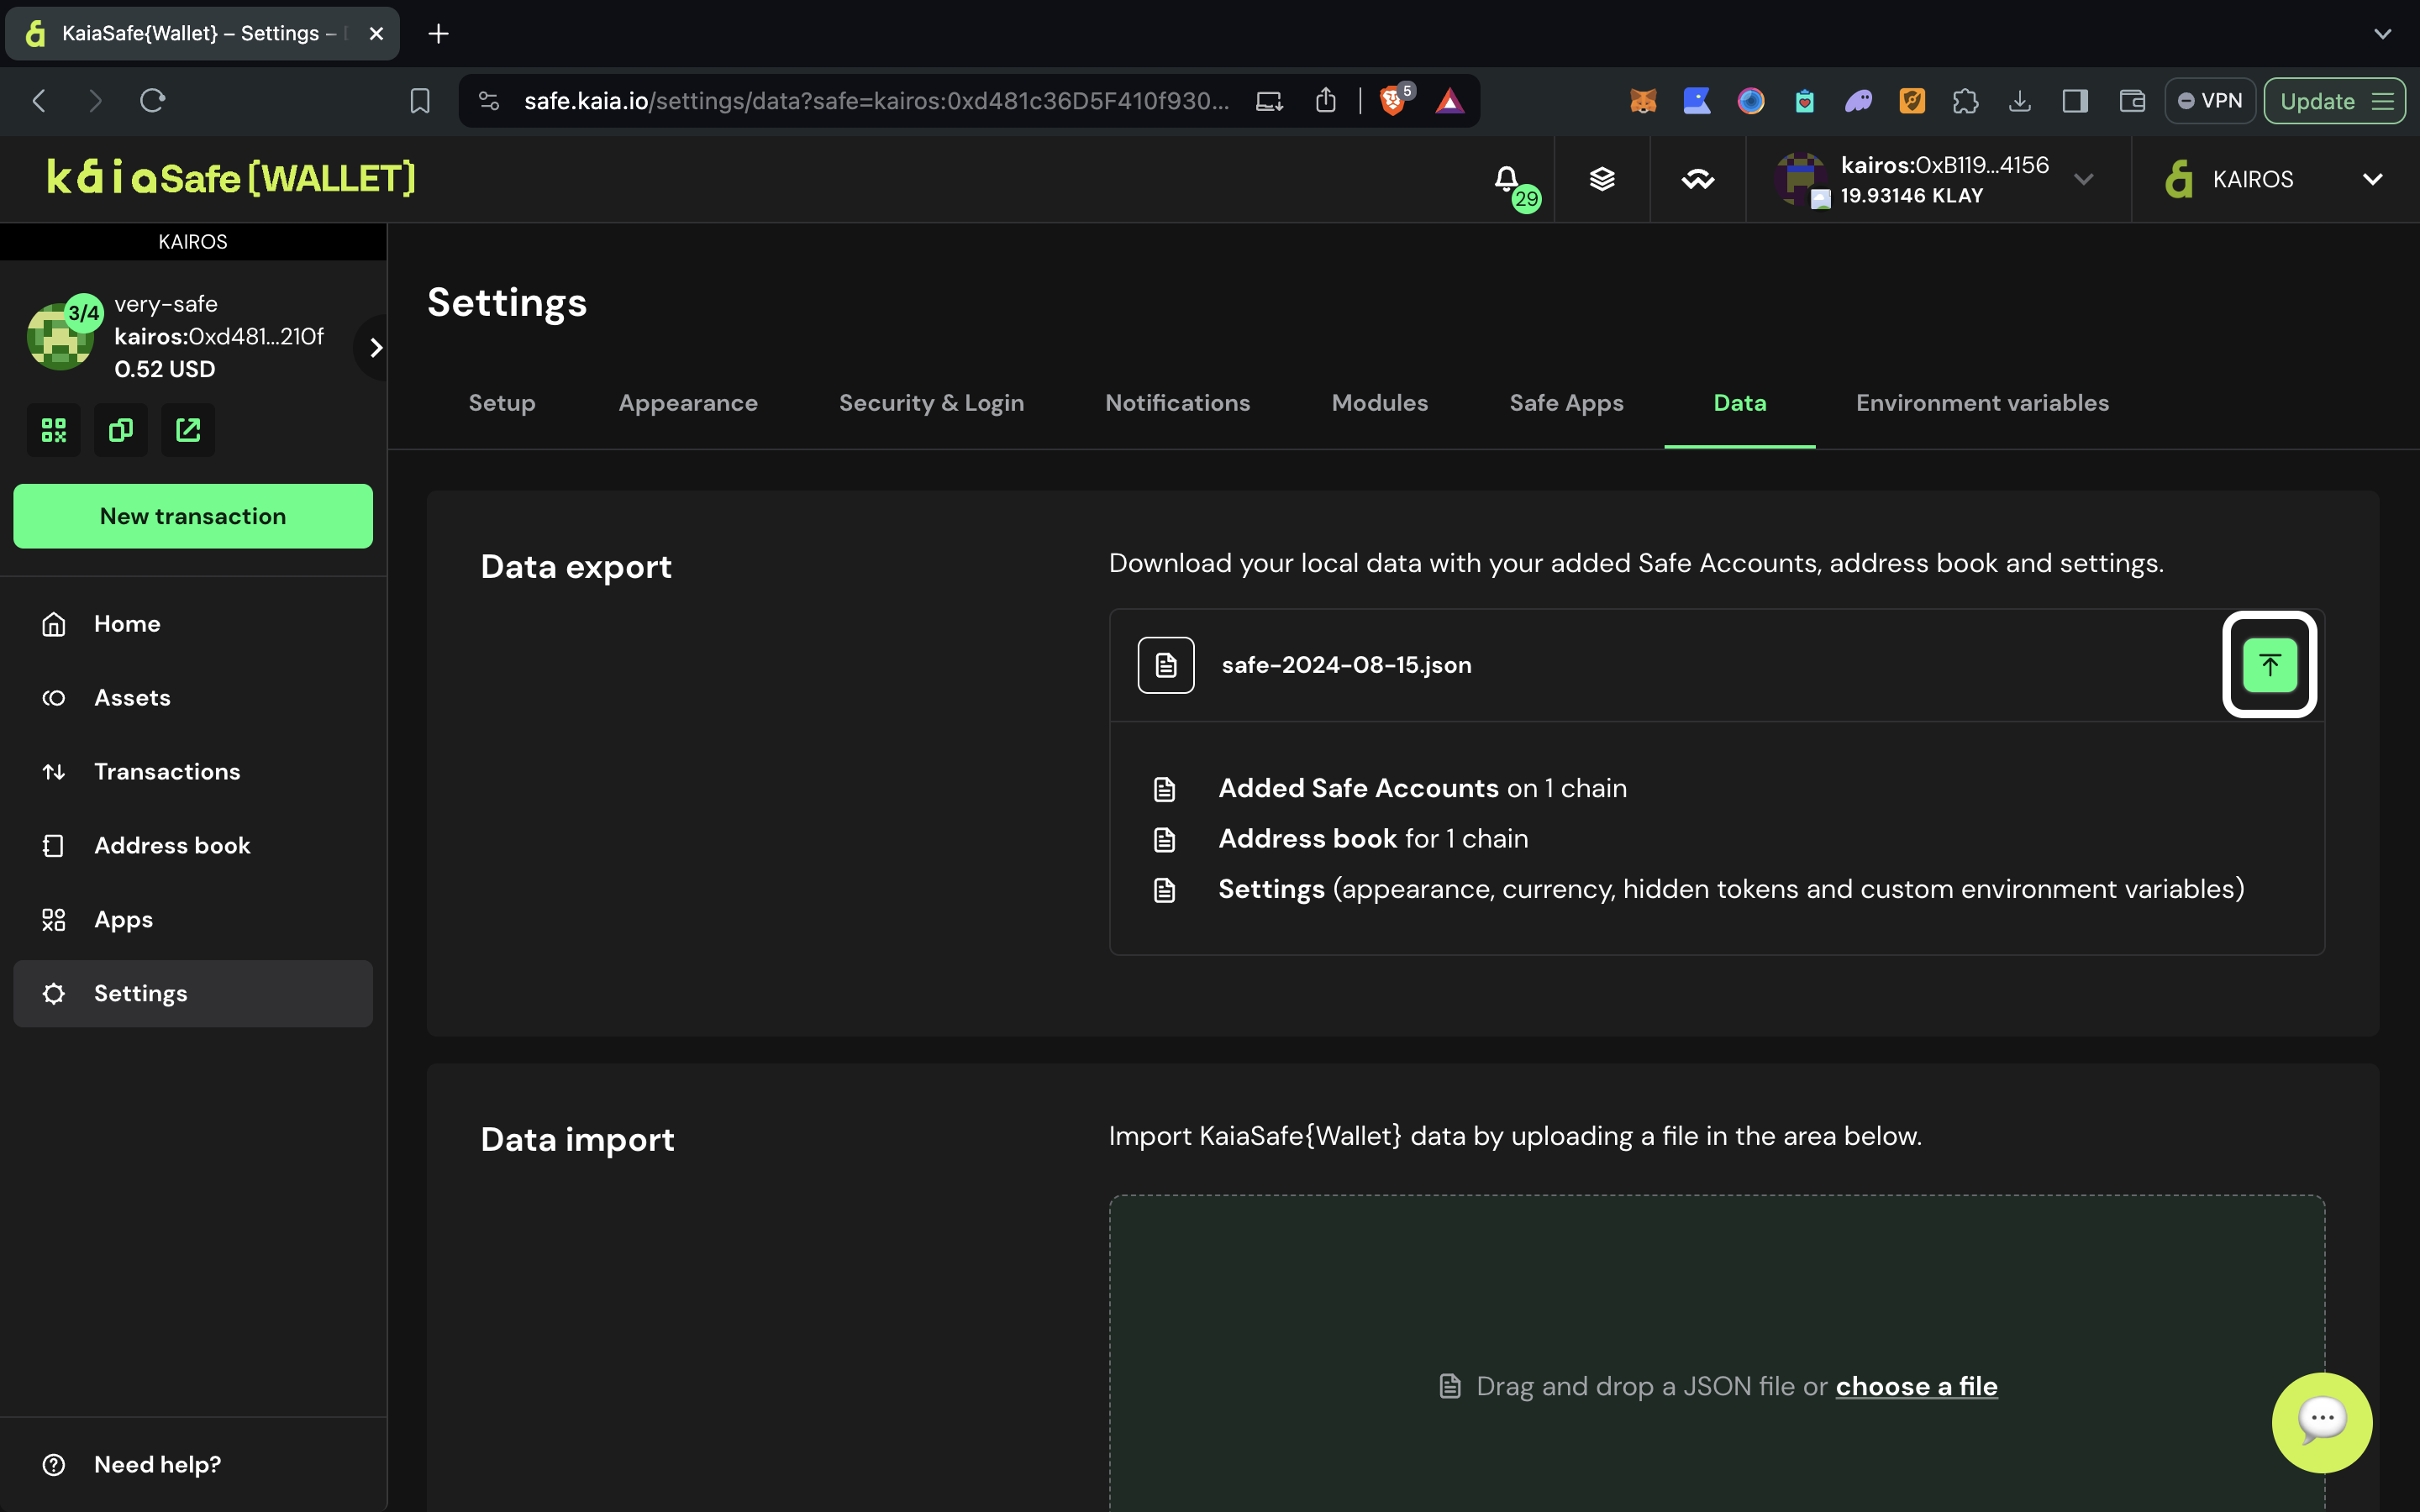 KaiaSafe{Wallet} – Settings –
safe.kaia.io/settings/data?safe=kairos:0xd481c36D5F410f930...
5
VPN
Update
kaia Safe [WALLET]
29
kairos:0xB119...4156
19.93146 KLAY
KAIROS
KAIROS
3/4
very-safe
kairos:0xd481...210f
0.52 USD
New transaction
Home
Assets
Transactions
Address book
Apps
Settings
Need help?
Settings
Setup
Appearance
Security & Login
Notifications
Modules
Safe Apps
Data
Environment variables
Data export
Download your local data with your added Safe Accounts, address book and settings.
safe-2024-08-15.json
Added Safe Accounts on 1 chain
Address book for 1 chain
Settings (appearance, currency, hidden tokens and custom environment variables)
Data import
Import KaiaSafe{Wallet} data by uploading a file in the area below.
Drag and drop a JSON file or choose a file